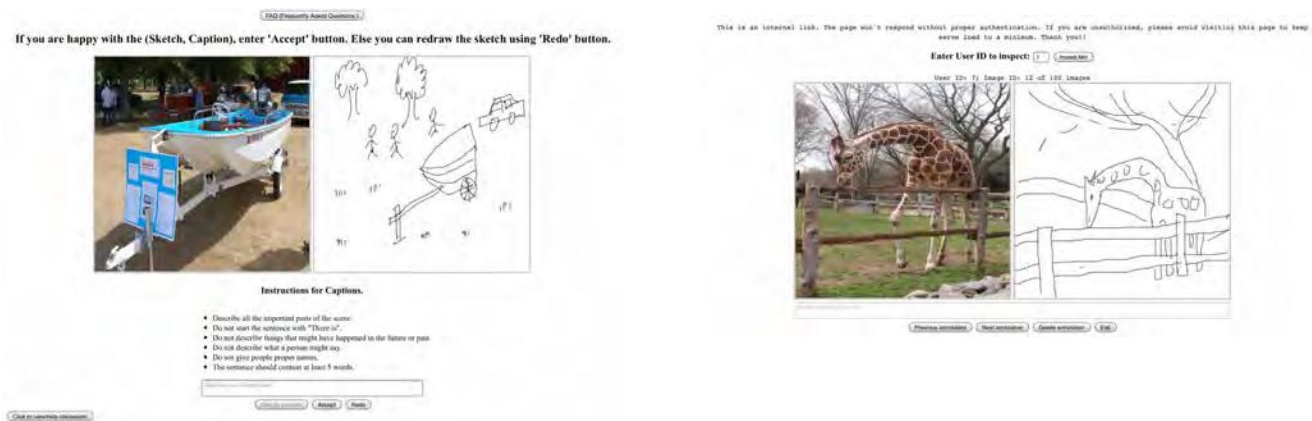 FAQ (Frequently Asked Questions)
If you are happy with the (Sketch, Caption), enter 'Accept' button. Else you can redraw the sketch using 'Redo' button.
Instructions for Captions.
Describe all the important parts of the scene
Do not start the sentence with "There is".
Do not describe things that might have happened in the future or past.
Do not describe what a person might say.
Do not give people proper names.
The sentence should contain at least 5 words.
Accept
Redo
This is an internal link. The page won't respond without proper authentication. If you are unauthorized, please avoid visiting this page to keep
serve load to a minimum. Thank you!!
Enter User ID to inspect: 7
User ID: 7; Image ID: 12 of 100 images
Previous annotation
Next annotation
Delete annotation
Exit